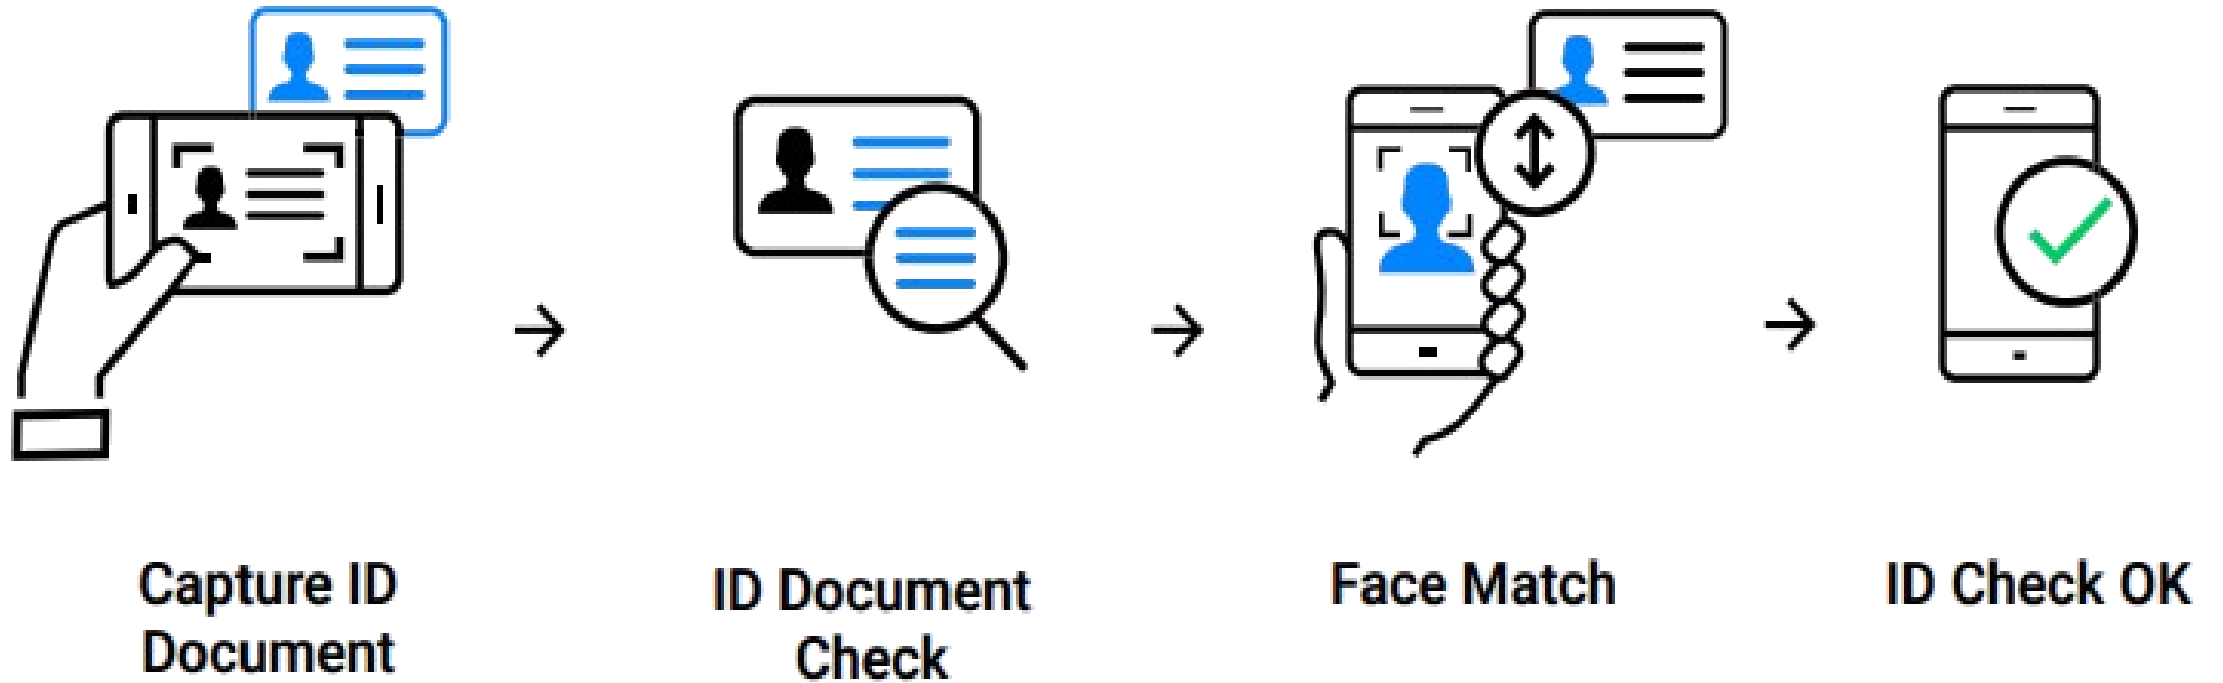 Capture ID
Document
ID Document
Check
Face Match
ID Check OK